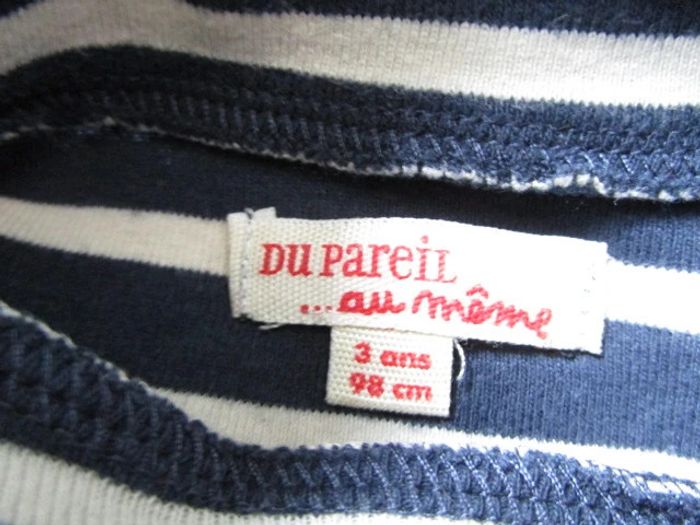 DU PAREIL
...au même
3 ans
98 cm